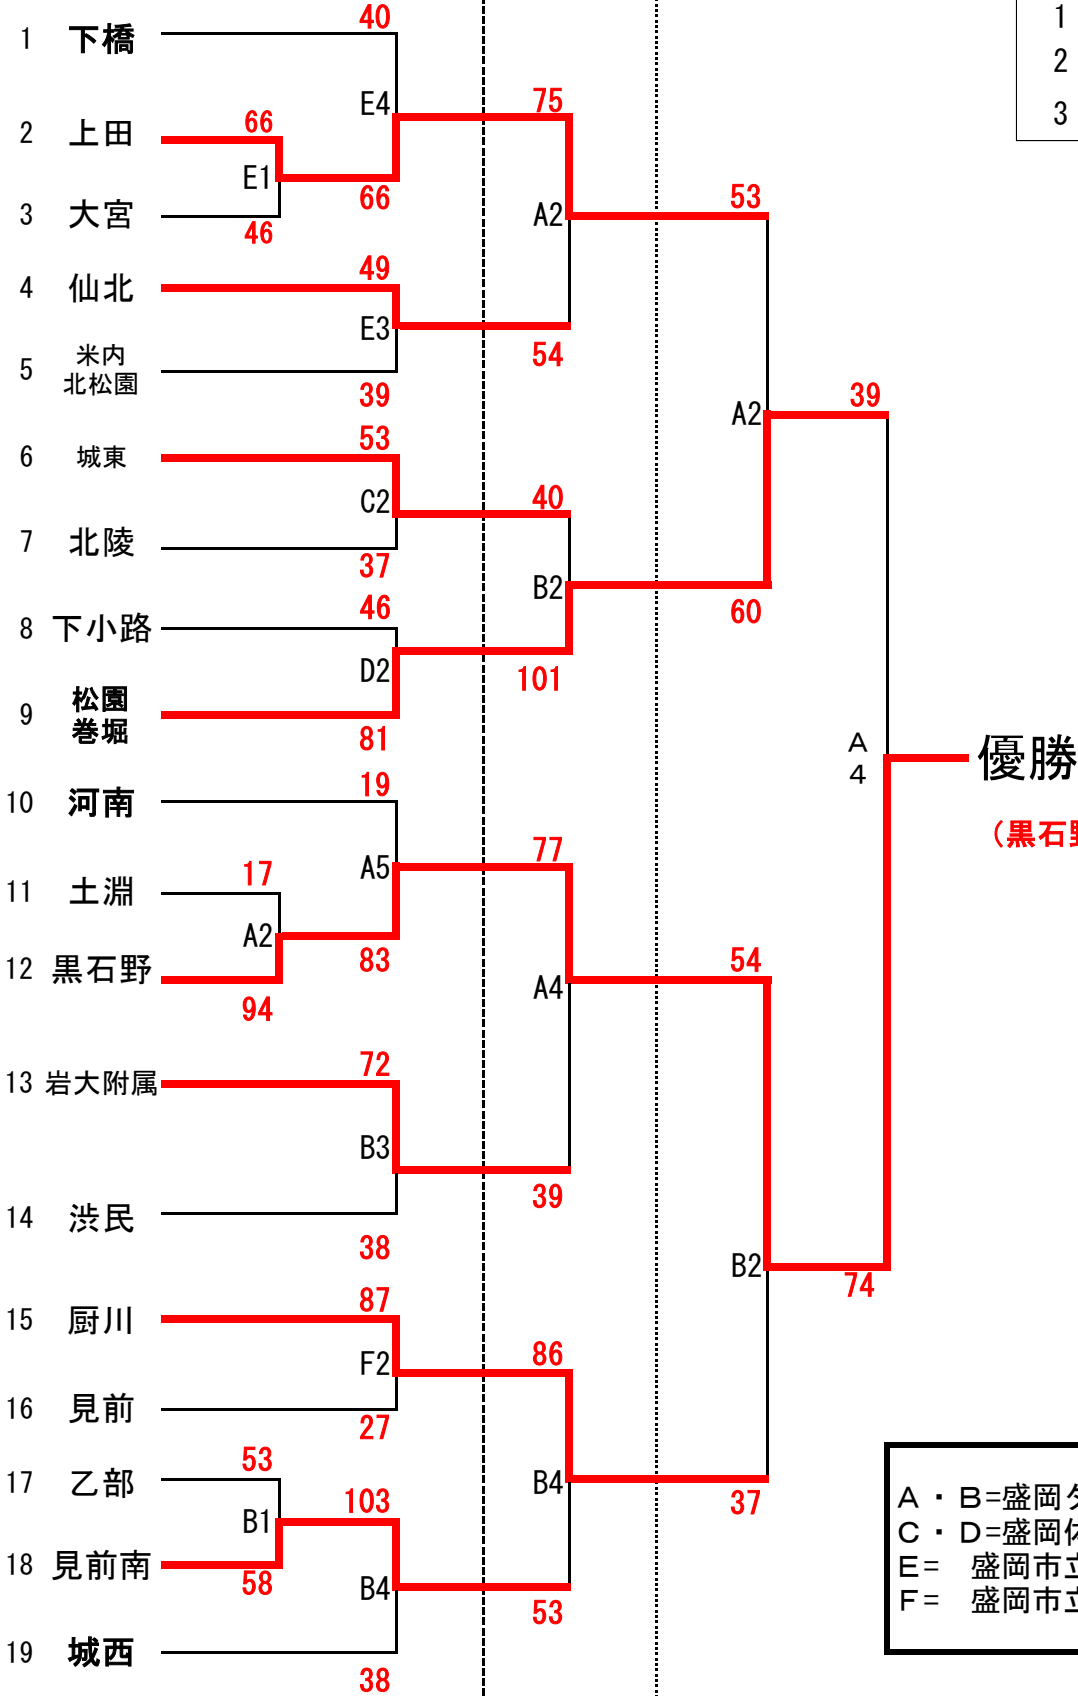 40
1
1 下橋
2
E4
75
3
2 上田
66
E1
66
53
3 大宮
46
A2
4 仙北
49
E3
54
5 米内
北松園
39
39
A2
6 城東
53
C2
40
7 北陵
37
B2
8 下小路
46
60
D2
101
9 松園
巻堀
81
A
4
優勝
10 河南
19
(黒石野
A5
77
11 土淵
17
A2
12 黒石野
83
54
94
A4
13 岩大附属
72
B3
39
14 渋民
38
B2
74
15 厨川
87
F2
86
16 見前
27
17 乙部
53
B4
37
B1
103
18 見前南
58
B4
53
19 城西
38
A・B=盛岡タ
C・D=盛岡体
E= 盛岡市立
F= 盛岡市立